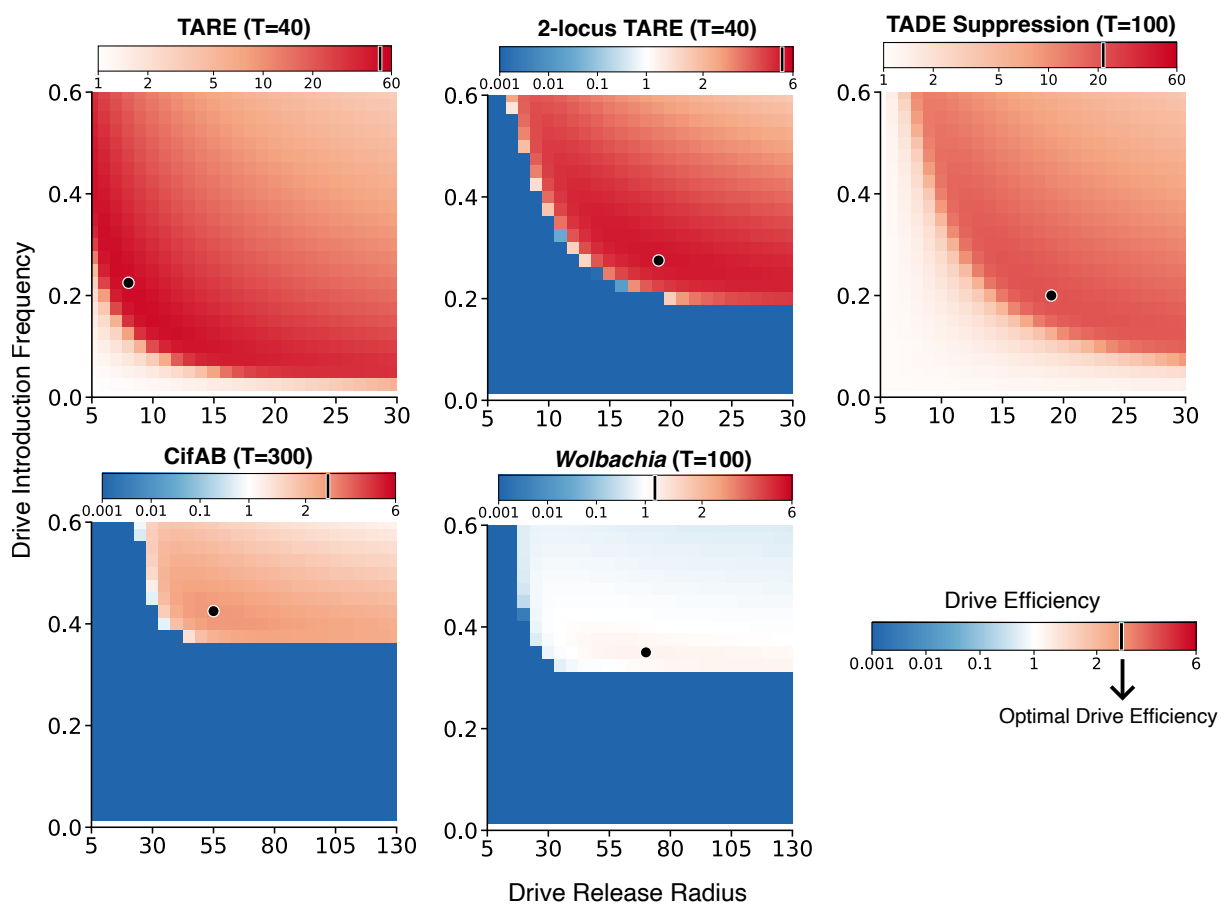 TARE (T=40)
1 2 5 10 20 60
0.6
0.4
0.2
0.0
5 10 15 20 25 30
2-locus TARE (T=40)
0.001 0.01 0.1 1 2 6
0.6
0.4
0.2
0.0
5 10 15 20 25 30
TADE Suppression (T=100)
1 2 5 10 20 60
0.6
0.4
0.2
0.0
5 10 15 20 25 30
Drive Introduction Frequency
CifAB (T=300)
0.001 0.01 0.1 1 2 6
0.6
0.4
0.2
0.0
5 30 55 80 105 130
Wolbachia (T=100)
0.001 0.01 0.1 1 2 6
0.6
0.4
0.2
0.0
5 30 55 80 105 130
Drive Efficiency
0.001 0.01 0.1 1 2 6
Optimal Drive Efficiency
Drive Release Radius